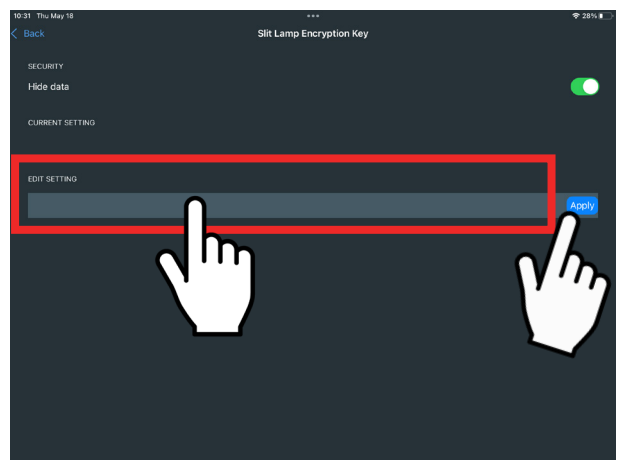 10:31 Thu May 18
28%
Back
Slit Lamp Encryption Key
SECURITY
Hide data
CURRENT SETTING
EDIT SETTING
Apply